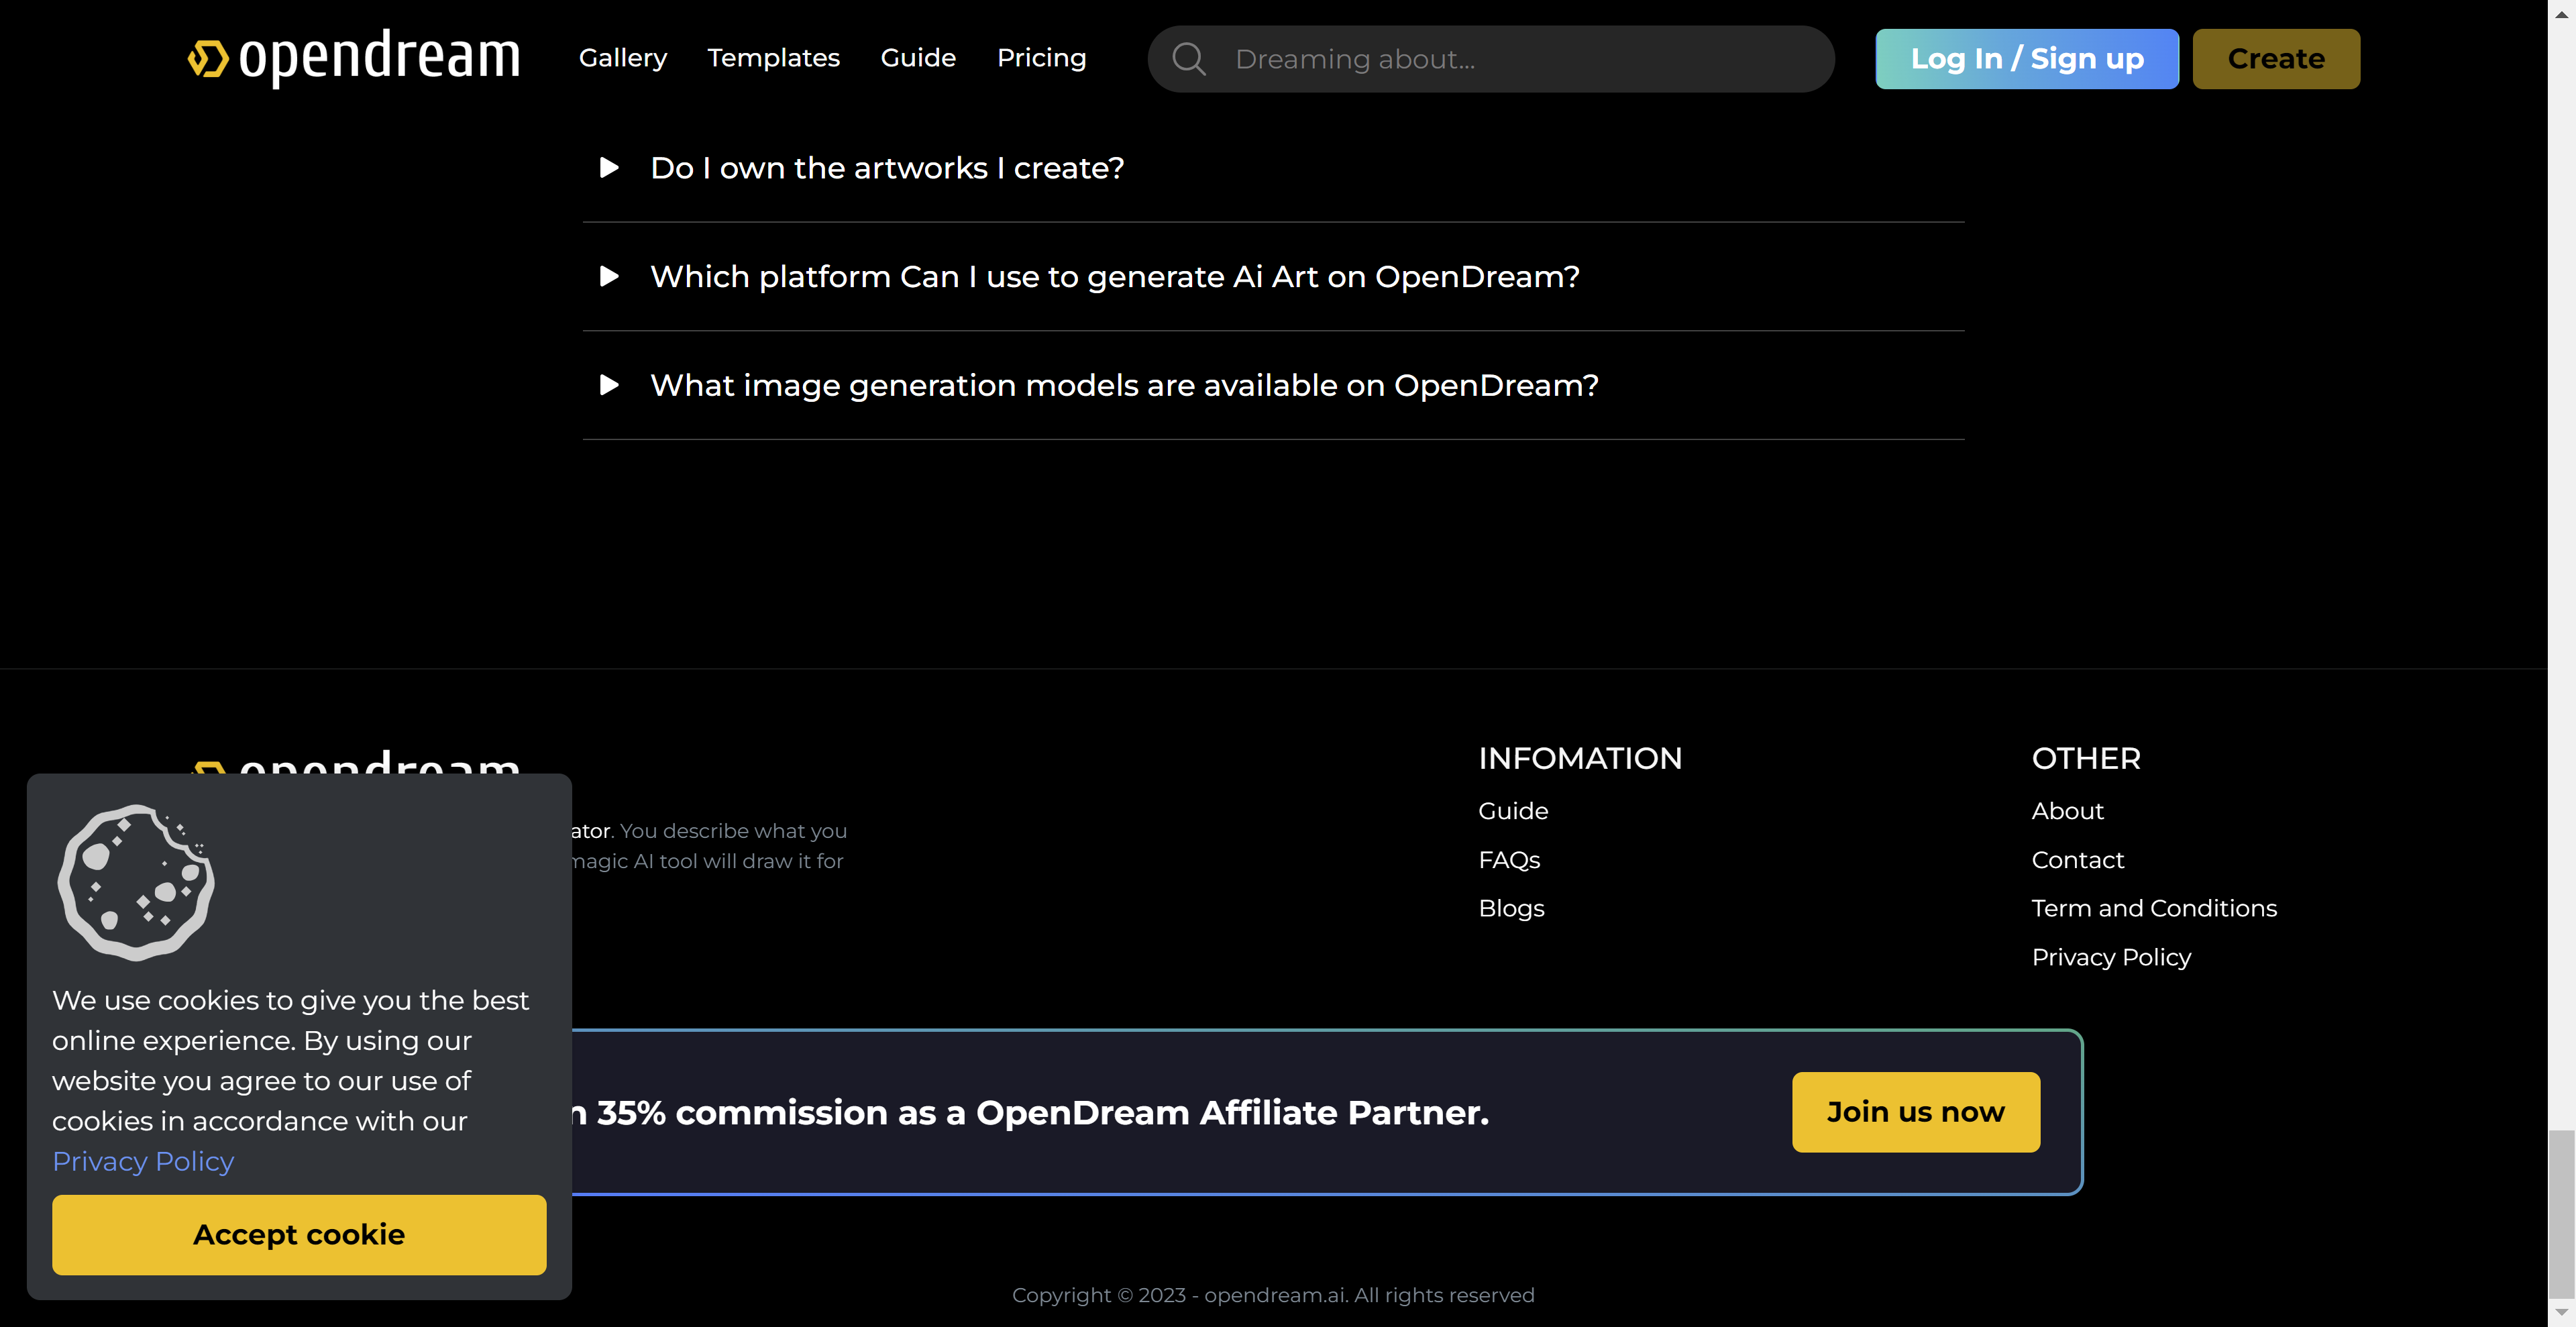 opendream
Gallery Templates Guide Pricing
Dreaming about...
Log In / Sign up
Create
Do I own the artworks I create?
Which platform Can I use to generate Ai Art on OpenDream?
What image generation models are available on OpenDream?
opendream
. You describe what you
AI tool will draw it for
INFOMATION
Guide
FAQs
Blogs
OTHER
About
Contact
Term and Conditions
Privacy Policy
We use cookies to give you the best
online experience. By using our
website you agree to our use of
cookies in accordance with our
Privacy Policy
Accept cookie
35% commission as a OpenDream Affiliate Partner.
Join us now
Copyright © 2023 - opendream.ai. All rights reserved